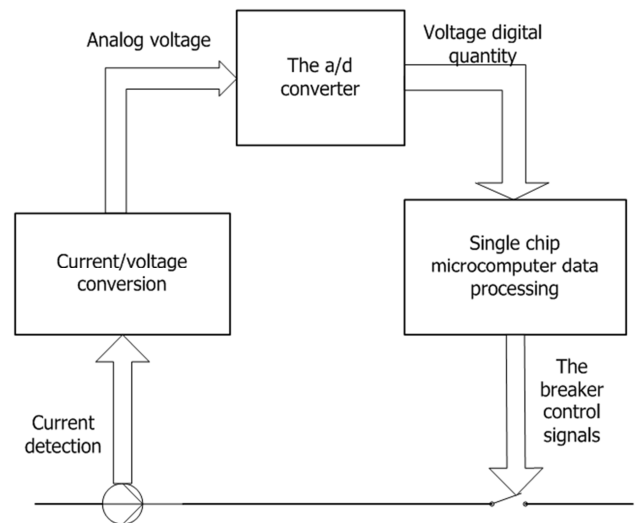 Analog voltage
The a/d
converter
Voltage digital
quantity
Current/voltage
conversion
Single chip
microcomputer data
processing
Current
detection
The
breaker
control
signals